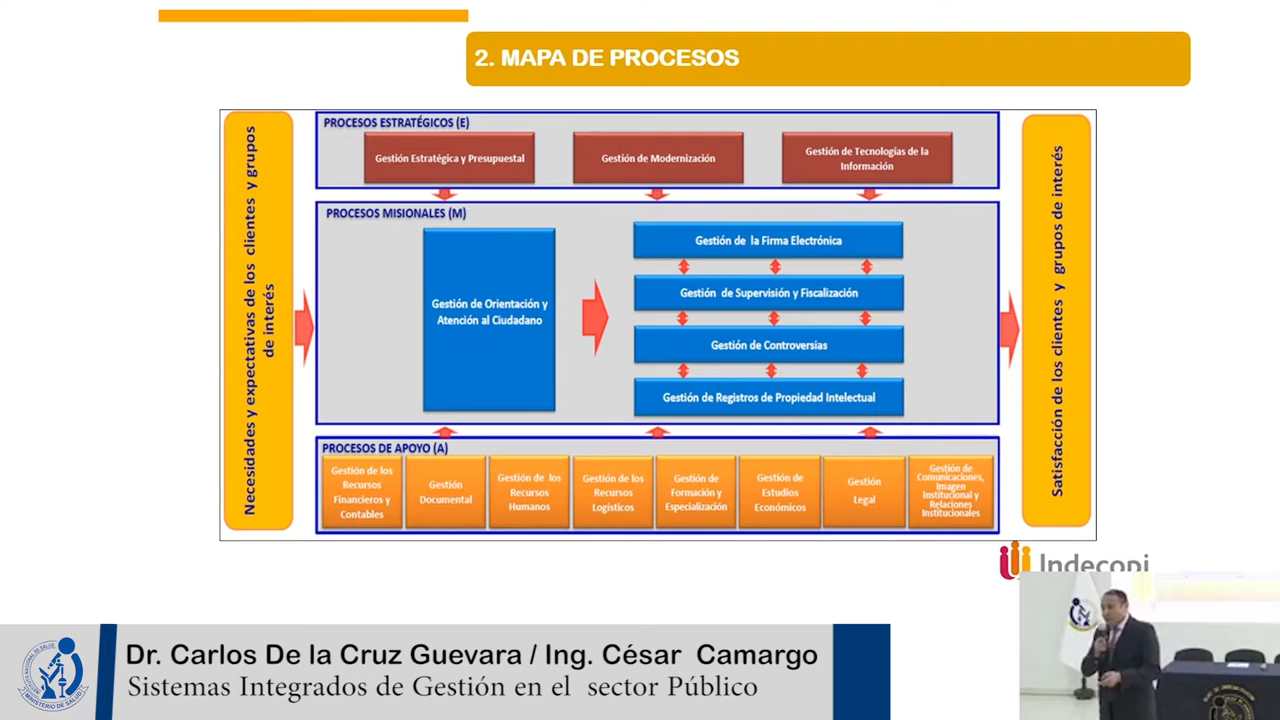 2. MAPA DE PROCESOS
Necesidades y expectativas de los clientes y grupos
de interés
PROCESOS ESTRATÉGICOS (E)
Gestión Estratégica y Presupuestal
Gestión de Modernización
Gestión de Tecnologías de la
Información
PROCESOS MISIONALES (M)
Gestión de Orientación y
Atención al Ciudadano
Gestión de la Firma Electrónica
Gestión de Supervisión y Fiscalización
Gestión de Controversias
Gestión de Registros de Propiedad Intelectual
PROCESOS DE APOYO (A)
Gestión de los
Recursos
Financieros y
Contables
Gestión
Documental
Gestión de los
Recursos
Humanos
Gestión de los
Recursos
Logísticos
Gestión de
Formación y
Especialización
Gestión de
Estudios
Económicos
Gestión
Legal
Gestión de
Comunicaciones,
Imagen
Institucional y
Relaciones
Institucionales
Satisfacción de los clientes y grupos de interés
Indecopi
Dr. Carlos De la Cruz Guevara / Ing. César Camargo
Sistemas Integrados de Gestión en el sector Público
MINISTERIO DE SALUD